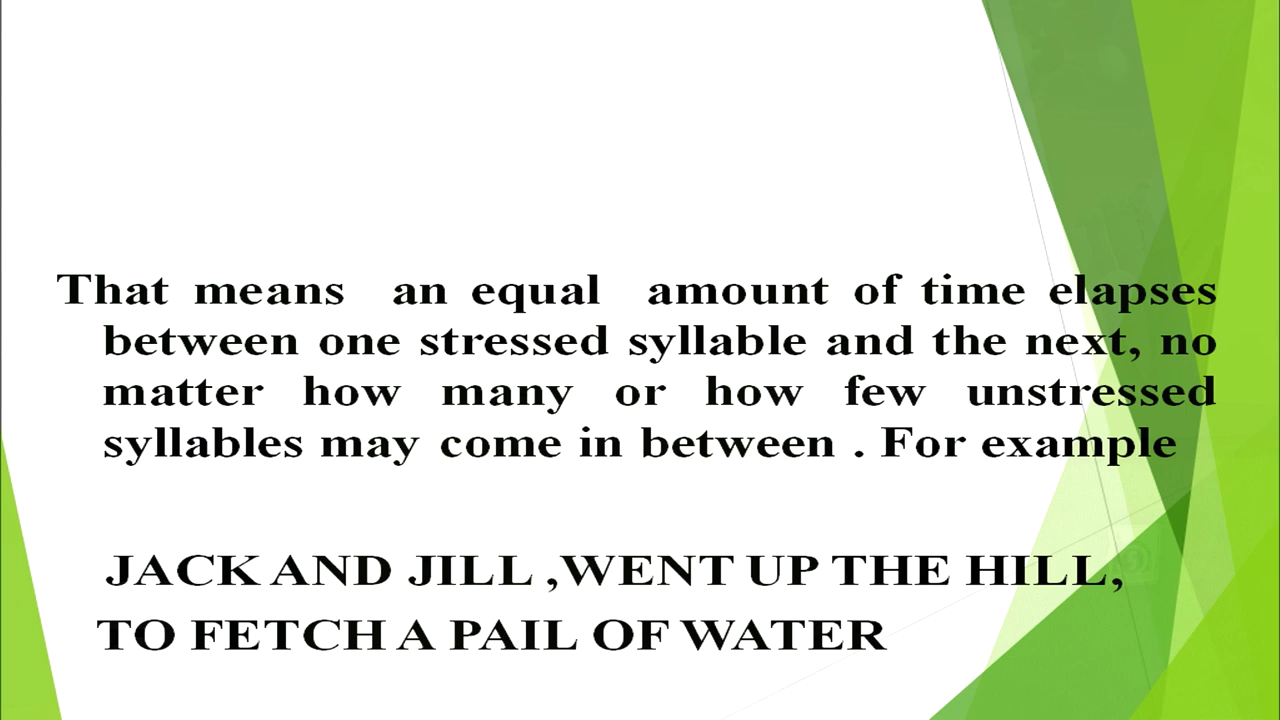 That means an equal amount of time elapses
between one stressed syllable and the next, no
matter how many or how few unstressed
syllables may come in between . For example
JACK AND JILL ,WENT UP THE HILL,
TO FETCH A PAIL OF WATER